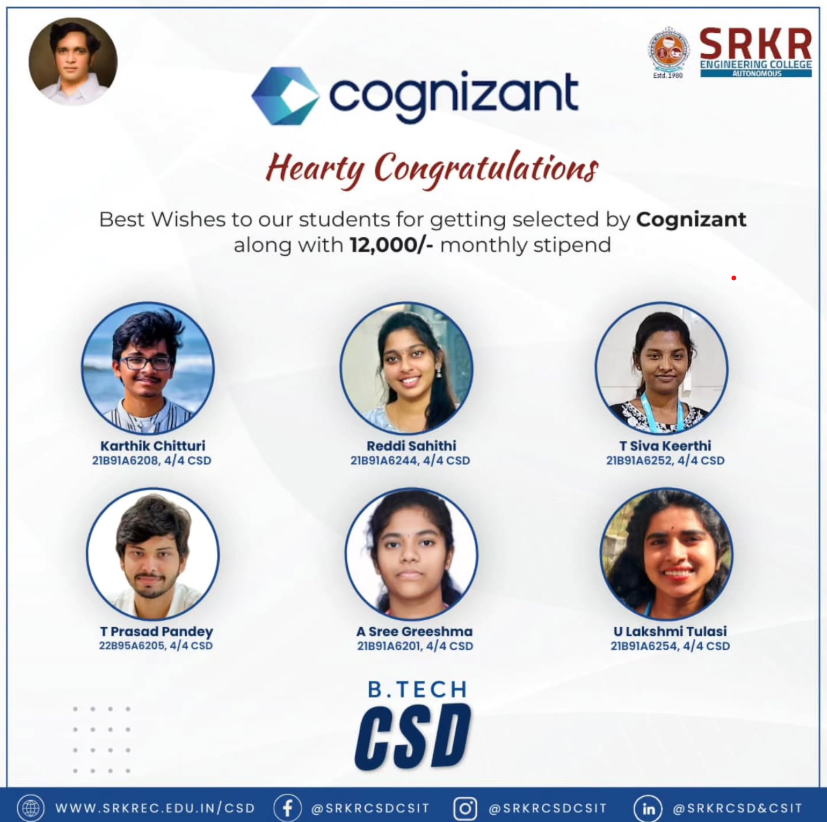 cognizant
Estd. 1980
SRKR
ENGINEERING COLLEGE
AUTONOMOUS
Hearty Congratulations
Best Wishes to our students for getting selected by Cognizant
along with 12,000/- monthly stipend
Karthik Chitturi
21B91A6208, 4/4 CSD
Reddi Sahithi
21B91A6244, 4/4 CSD
T Siva Keerthi
21B91A6252, 4/4 CSD
T Prasad Pandey
22B95A6205, 4/4 CSD
A Sree Greeshma
21B91A6201, 4/4 CSD
U Lakshmi Tulasi
21B91A6254, 4/4 CSD
B.TECH
CSD
WWW.SRKREC.EDU.IN/CSD
@SRKRCSDCSIT
@SRKRCSDCSIT
in @SRKRCSD&CSIT